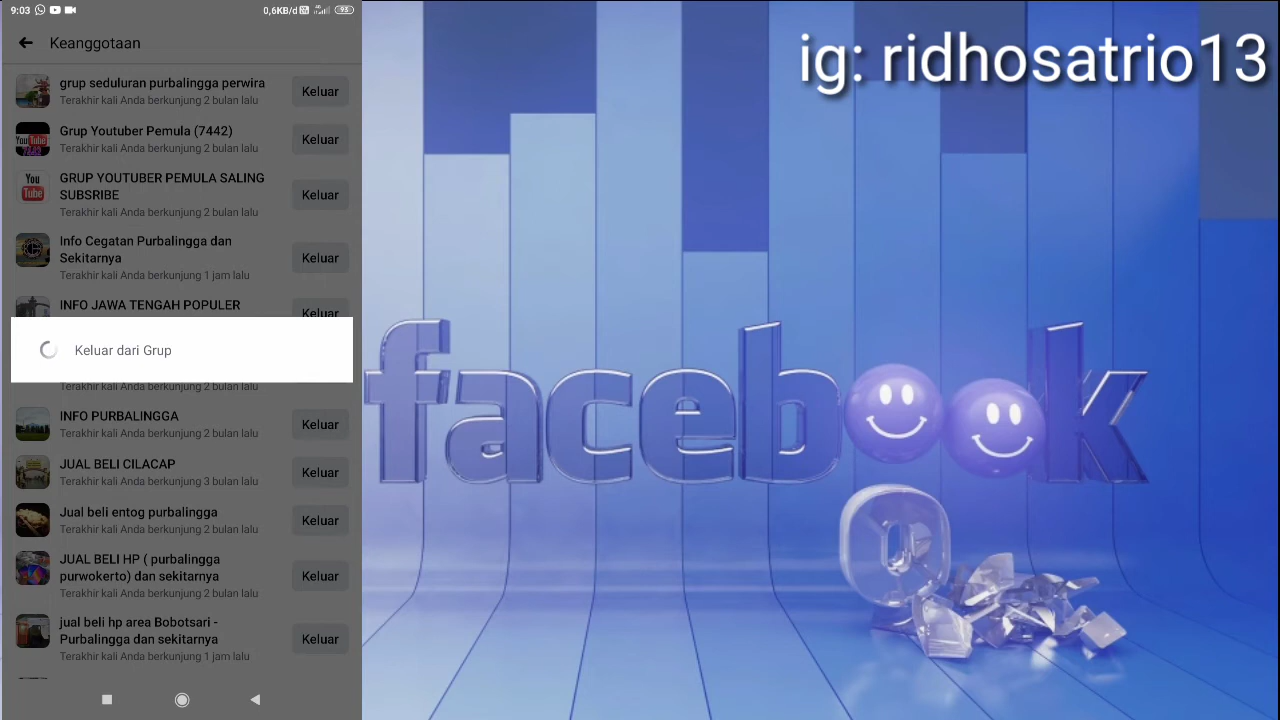 9:03
0,6KB/d
95
Keanggotaan
grup seduluran purbalingga perwira
Terakhir kali Anda berkunjung 2 bulan lalu
Keluar
Grup Youtuber Pemula (7442)
Terakhir kali Anda berkunjung 2 bulan lalu
Keluar
GRUP YOUTUBER PEMULA SALING
SUBSRIBE
Terakhir kali Anda berkunjung 2 bulan lalu
Keluar
Info Cegatan Purbalingga dan
Sekitarnya
Terakhir kali Anda berkunjung 1 jam lalu
Keluar
INFO JAWA TENGAH POPULER
Keluar
Keluar dari Grup
Terakhir kali Anda berkunjung 2 bulan lalu
INFO PURBALINGGA
Terakhir kali Anda berkunjung 2 bulan lalu
Keluar
JUAL BELI CILACAP
Terakhir kali Anda berkunjung 3 bulan lalu
Keluar
Jual beli entog purbalingga
Terakhir kali Anda berkunjung 2 bulan lalu
Keluar
JUAL BELI HP ( purbalingga
purwokerto) dan sekitarnya
Terakhir kali Anda berkunjung 2 bulan lalu
Keluar
jual beli hp area Bobotsari -
Purbalingga dan sekitarnya
Terakhir kali Anda berkunjung 1 jam lalu
Keluar
ig: ridhosatrio13
facebook